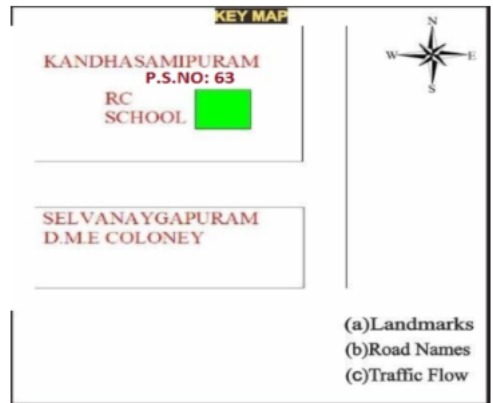 KEY MAP
N
W E
S
KANDHASAMIPURAM
P.S.NO: 63
RC
SCHOOL
SELVANAYGAPURAM
D.M.E COLONEY
(a)Landmarks
(b)Road Names
(c)Traffic Flow